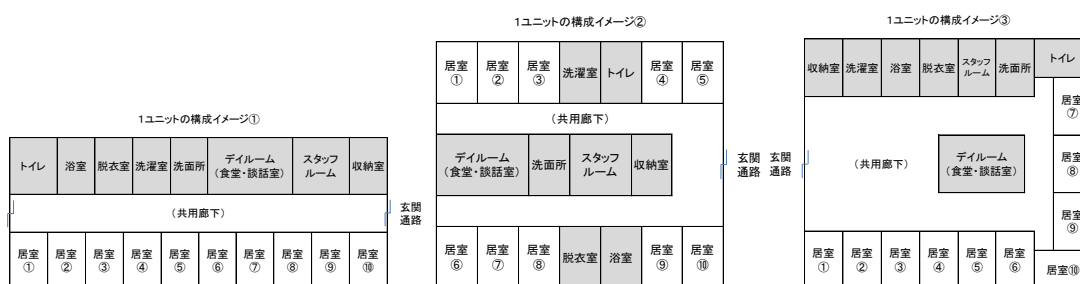 1ユニットの構成イメージ①
トイレ 浴室 脱衣室 洗濯室 洗面所 デイルーム スタッフ 収納室
(食堂・談話室) ルーム
(共用廊下)
玄関
通路
居室 居室 居室 居室 居室 居室 居室 居室 居室 居室
① ② ③ ④ ⑤ ⑥ ⑦ ⑧ ⑨ ⑩
1ユニットの構成イメージ②
居室 居室 居室 洗濯室 トイレ 居室 居室
① ② ③ ④ ⑤
(共用廊下)
デイルーム 洗面所 スタッフ 収納室
(食堂・談話室) ルーム
玄関
通路
居室 居室 居室 脱衣室 浴室 居室 居室
⑥ ⑦ ⑧ ⑨ ⑩
1ユニットの構成イメージ③
収納室 洗濯室 浴室 脱衣室 スタッフ 洗面所 トイレ
ルーム
居室
⑦
玄関
通路
(共用廊下)
デイルーム
(食堂・談話室)
居室
⑧
居室
⑨
居室 居室 居室 居室 居室 居室
① ② ③ ④ ⑤ ⑥
居室⑩